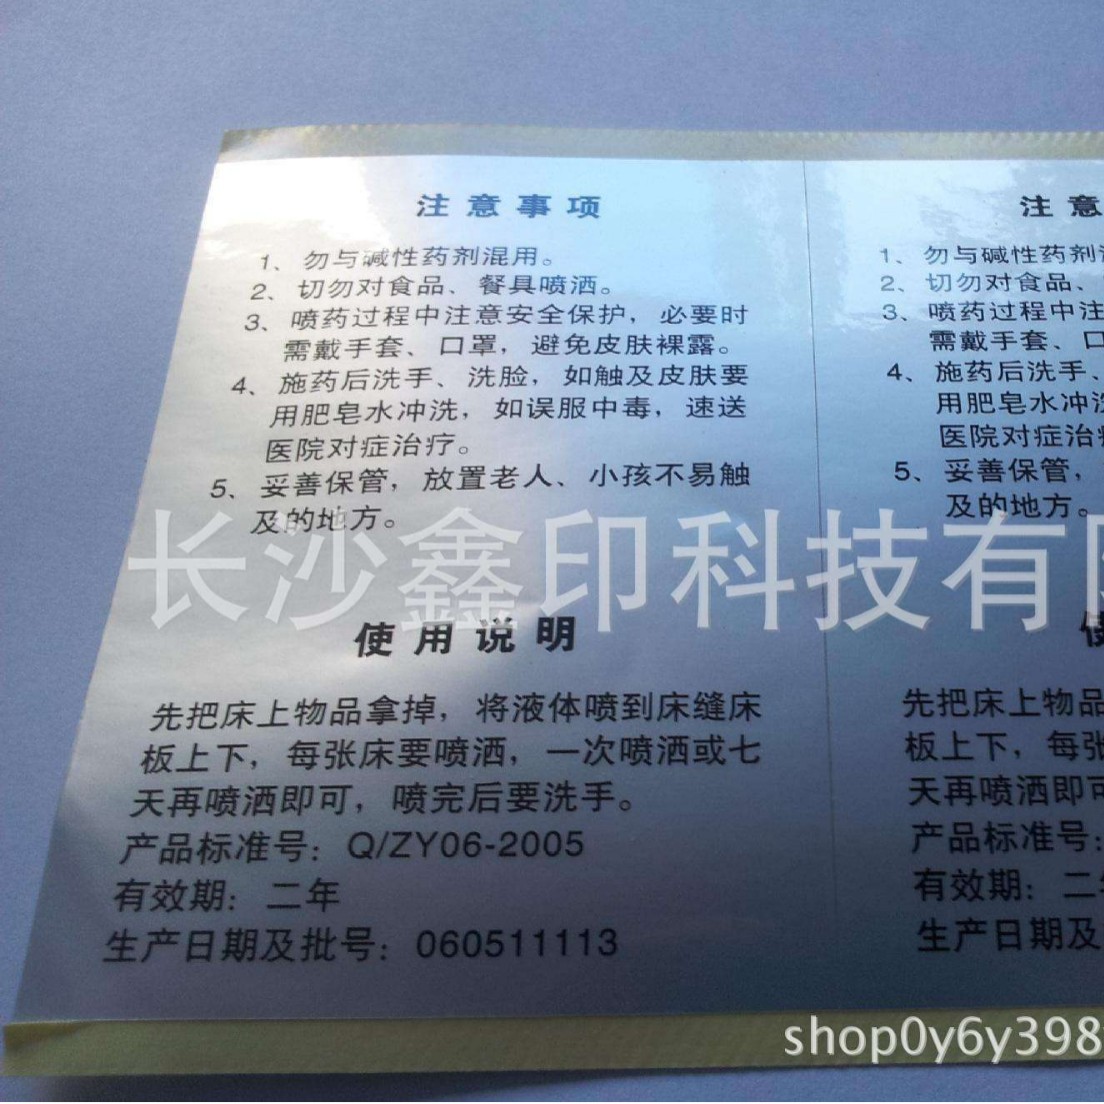 注意事项
1、勿与碱性药剂混用。
2、切勿对食品、餐具喷洒。
3、喷药过程中注意安全保护，必要时
需戴手套、口罩，避免皮肤裸露。
4、施药后洗手、洗脸，如触及皮肤要
用肥皂水冲洗，如误服中毒，速送
医院对症治疗。
5、妥善保管，放置老人、小孩不易触
及的地方。
使用说明
先把床上物品拿掉，将液体喷到床缝床
板上下，每张床要喷洒，一次喷洒或七
天再喷洒即可，喷完后要洗手。
产品标准号：Q/ZY06-2005
有效期：二年
生产日期及批号：060511113
注意
1、勿与碱性药剂
2、切勿对食品、
3、喷药过程中注
需戴手套、口
4、施药后洗手、
用肥皂水冲洗
医院对症治疗
5、妥善保管，
及的地方。
使
先把床上物品
板上下，每张
天再喷洒即可
产品标准号：
有效期：二年
生产日期及
长沙鑫印科技有限
shop0y6y398